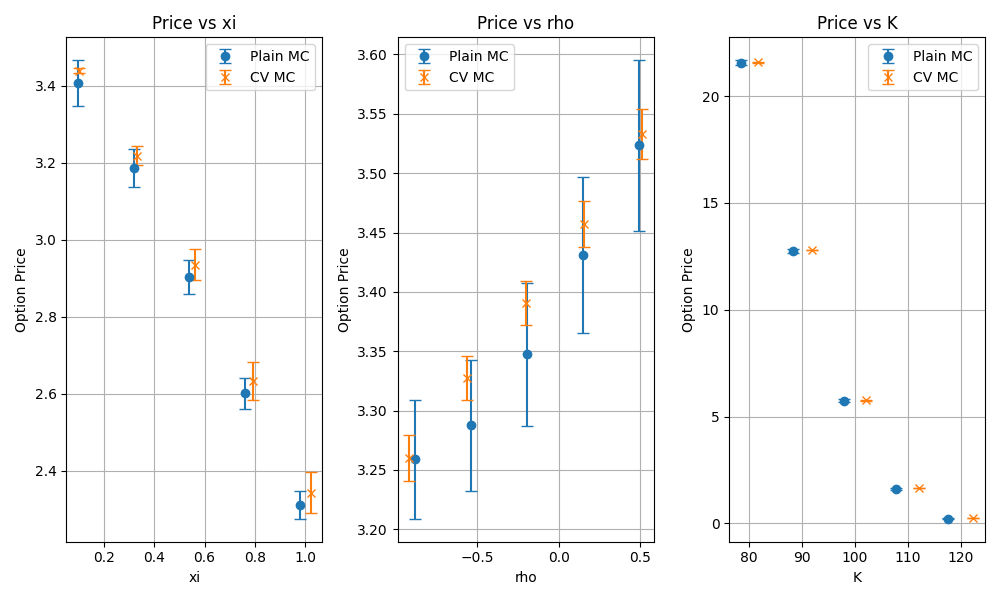 Price vs xi
Option Price
3.4
3.2
3.0
2.8
2.6
2.4
Plain MC
CV MC
0.2 0.4 0.6 0.8 1.0
xi
Price vs rho
Option Price
3.60
3.55
3.50
3.45
3.40
3.35
3.30
3.25
3.20
Plain MC
CV MC
−0.5 0.0 0.5
rho
Price vs K
Option Price
20
15
10
5
0
Plain MC
CV MC
80 90 100 110 120
K